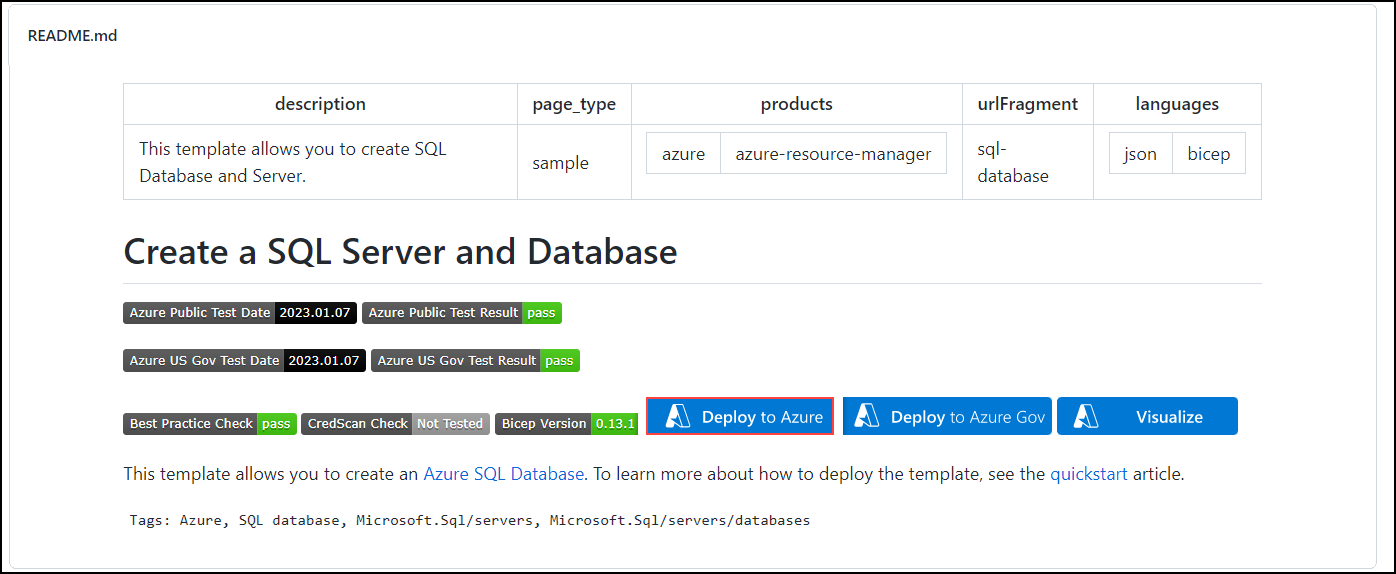 README.md
description page_type products urlFragment languages
This template allows you to create SQL
Database and Server.
sample
azure azure-resource-manager
sql-
database
json bicep
Create a SQL Server and Database
Azure Public Test Date 2023.01.07 Azure Public Test Result pass
Azure US Gov Test Date 2023.01.07 Azure US Gov Test Result pass
Best Practice Check pass CredScan Check Not Tested Bicep Version 0.13.1 Deploy to Azure Deploy to Azure Gov Visualize
This template allows you to create an Azure SQL Database. To learn more about how to deploy the template, see the quickstart article.
Tags: Azure, SQL database, Microsoft.Sql/servers, Microsoft.Sql/servers/databases